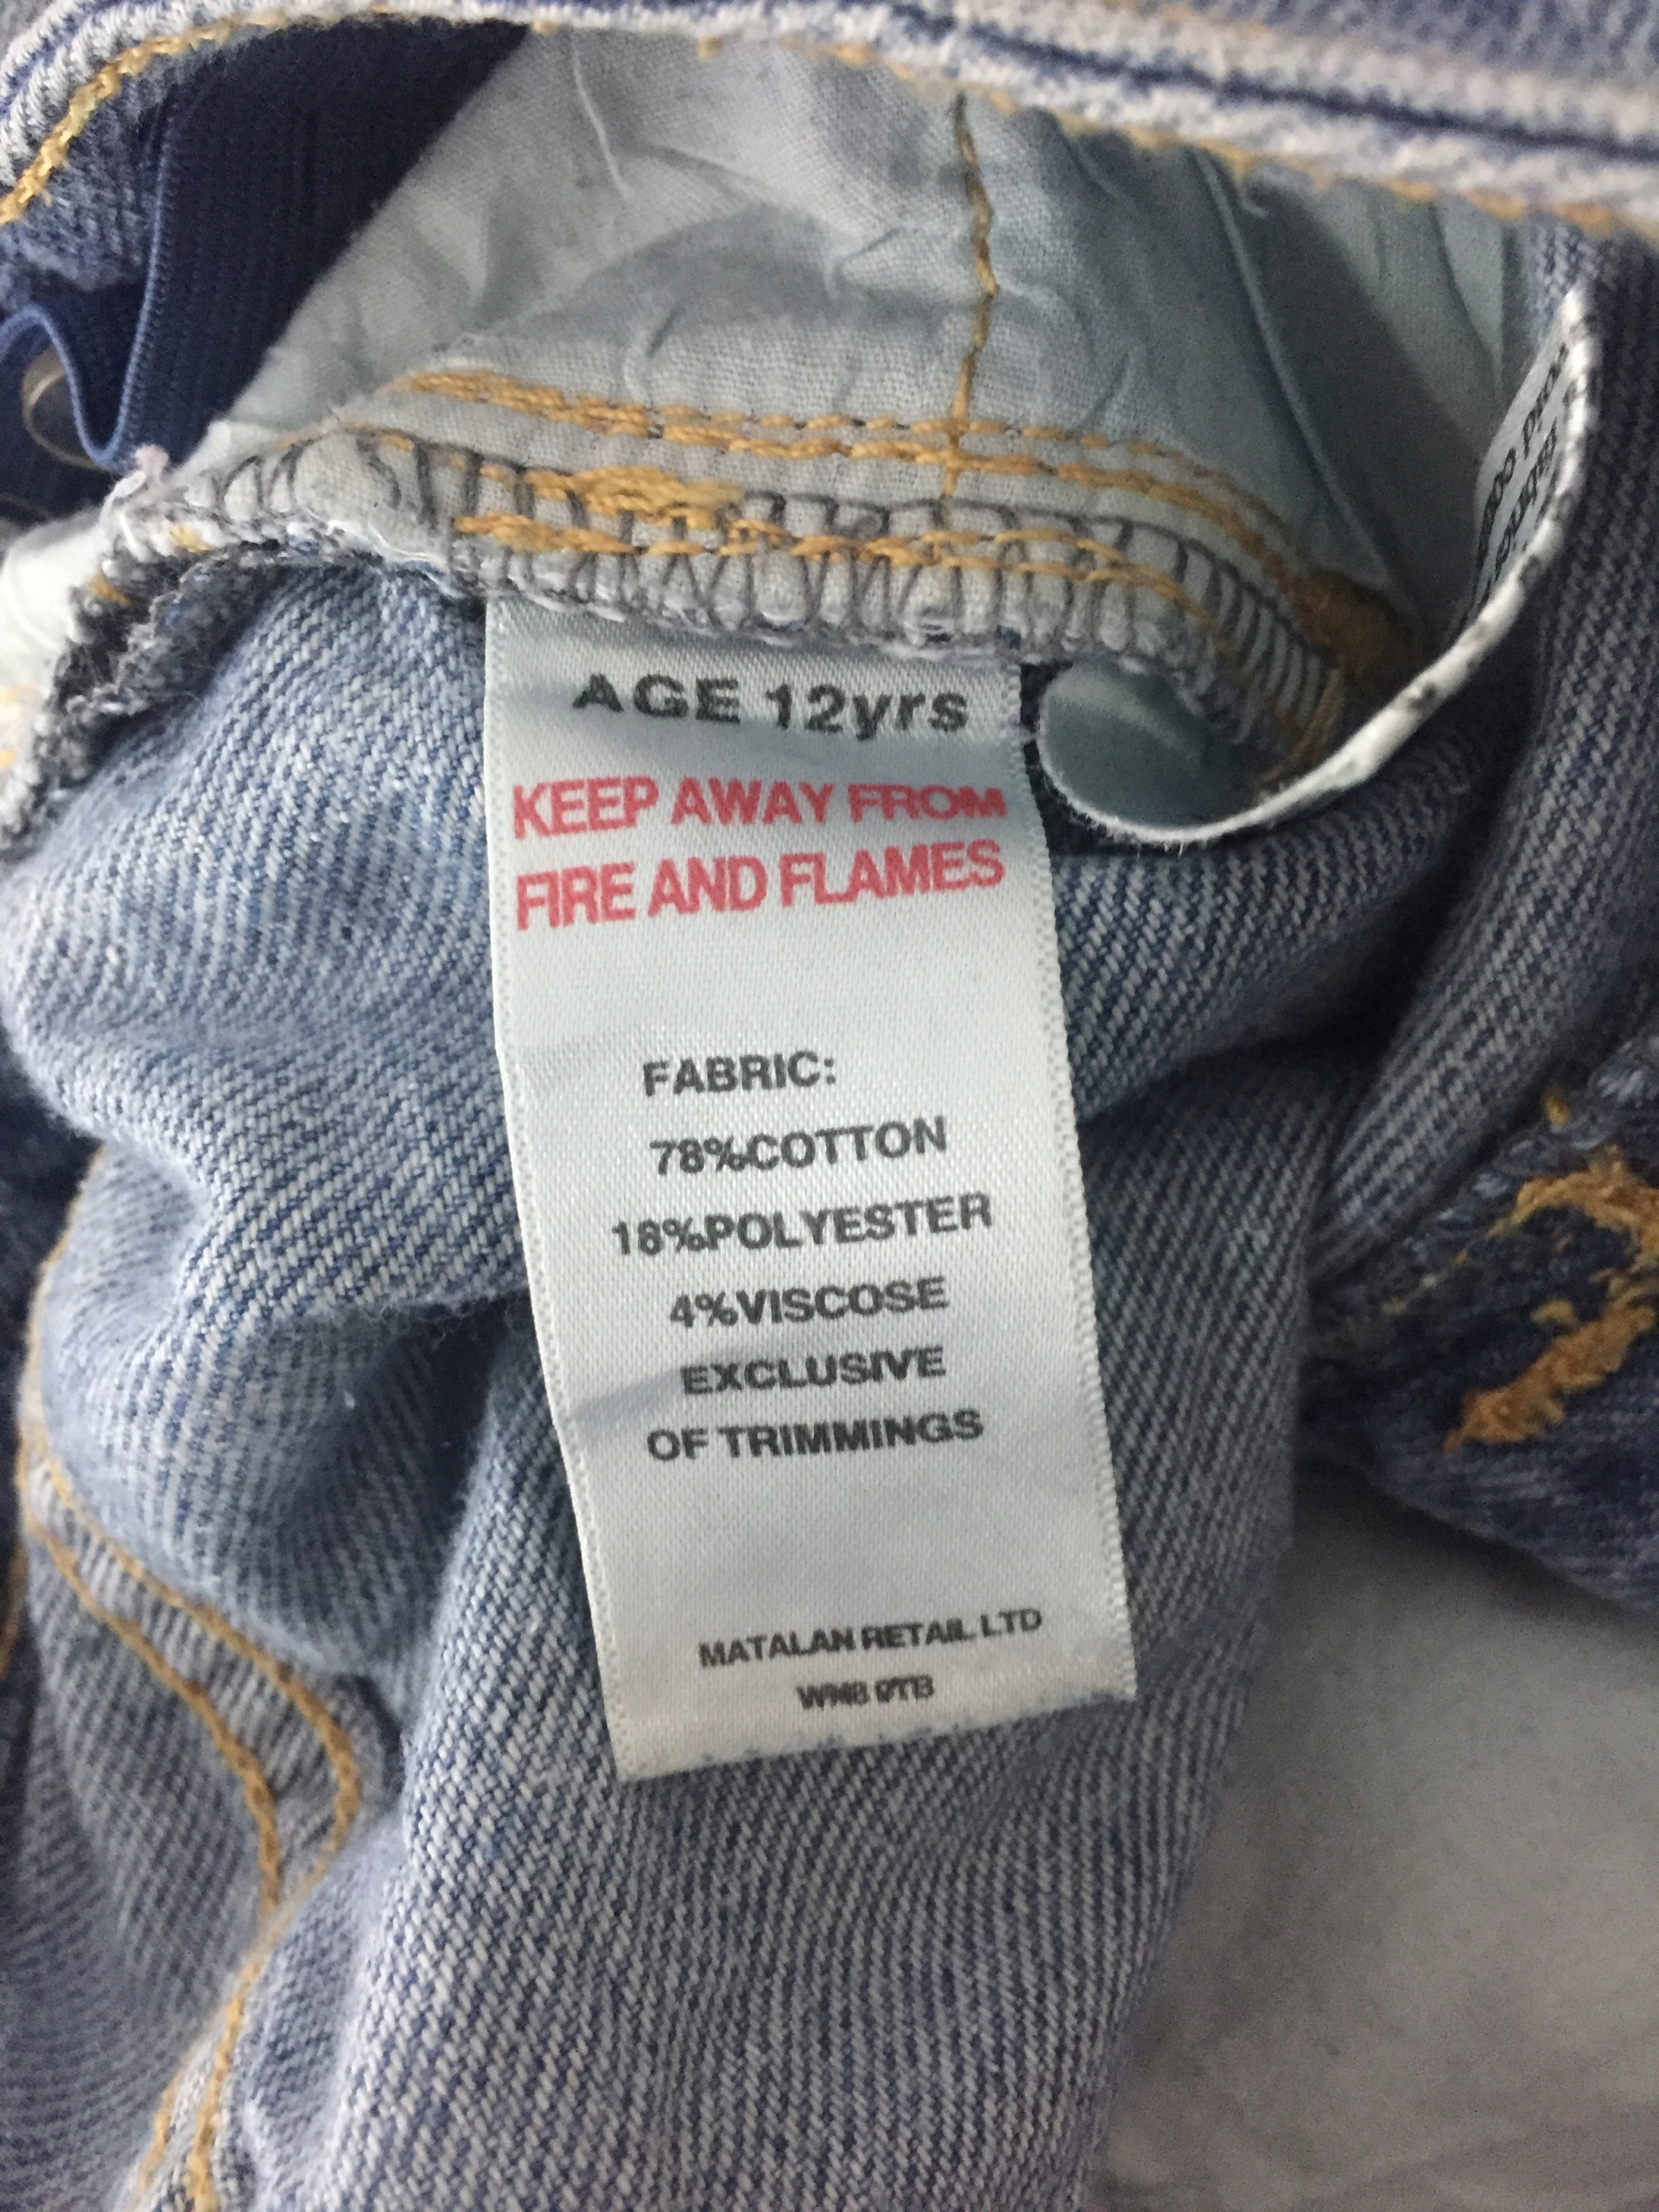 AGE 12yrs
KEEP AWAY FROM
FIRE AND FLAMES
FABRIC:
78%COTTON
18%POLYESTER
4%VISCOSE
EXCLUSIVE
OF TRIMMINGS
MATALAN RETAIL LTD